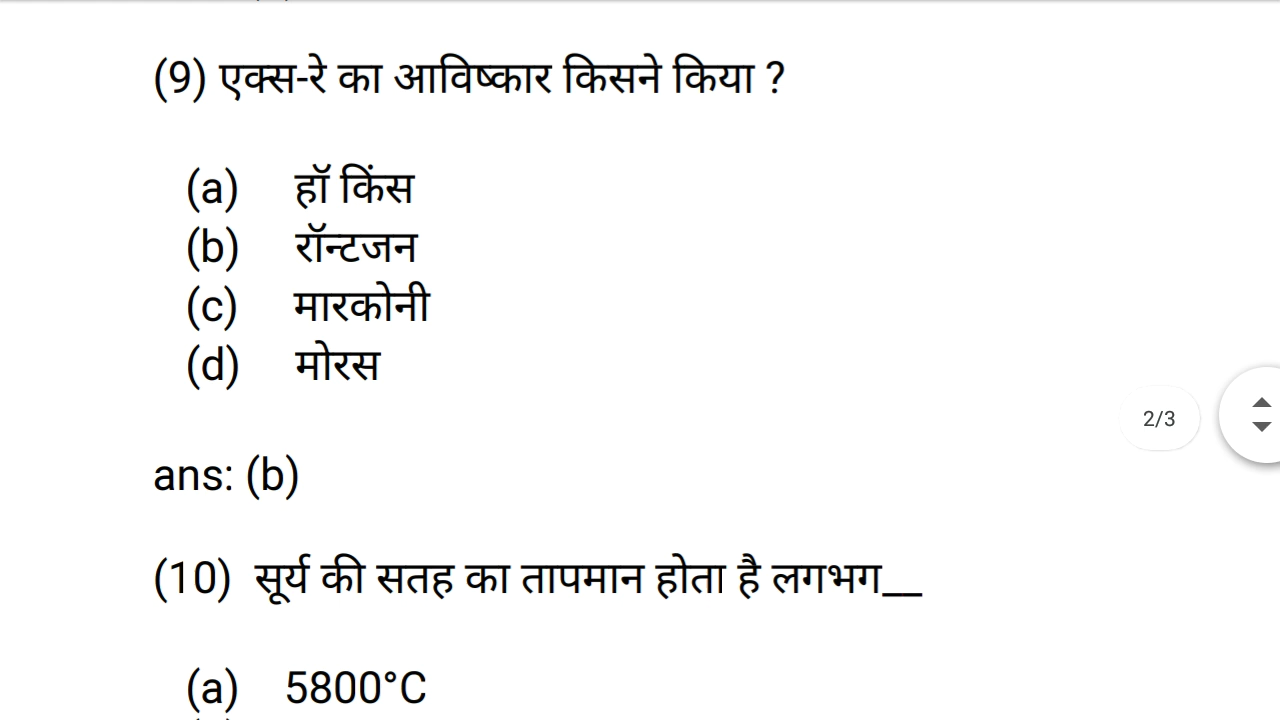 (9) एक्स-रे का आविष्कार किसने किया ?
(a) हॉ किंस
(b) रॉन्टजन
(c) मारकोनी
(d) मोरस
2/3
ans: (b)
(10) सूर्य की सतह का तापमान होता है लगभग__
(a) 5800°C